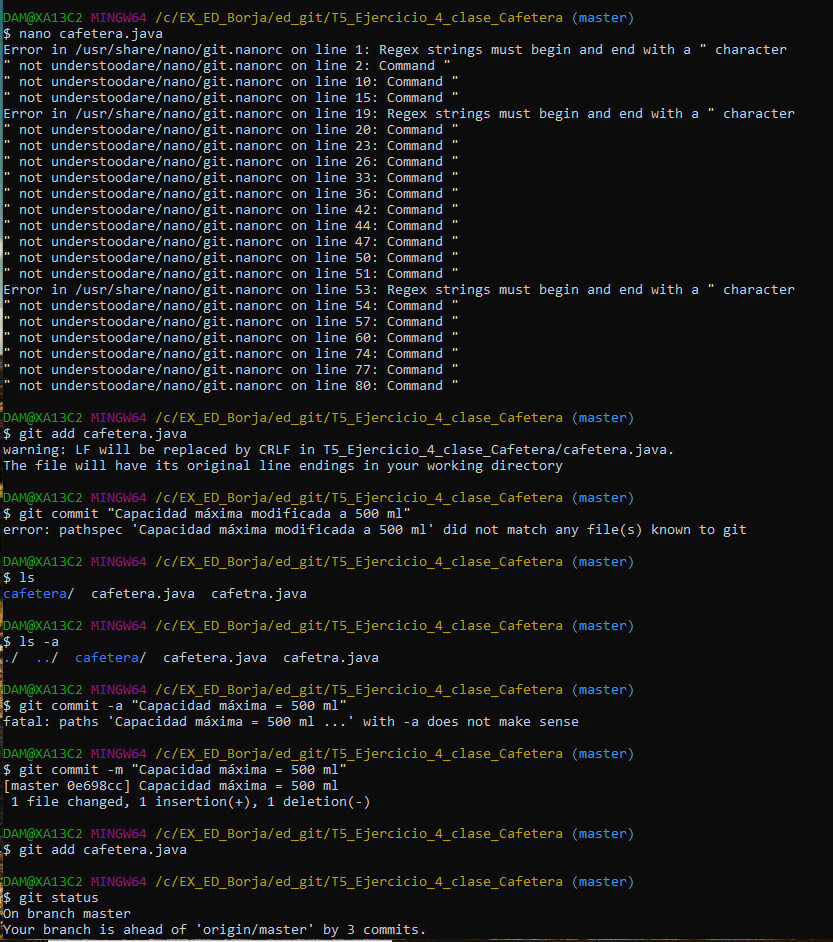 DAM@XA13C2 MINGW64 /c/EX_ED_Borja/ed_git/T5_Ejercicio_4_clase_Cafetera (master)
$ nano cafetera.java
Error in /usr/share/nano/git.nanorc on line 1: Regex strings must begin and end with a " character
" not understoodare/nano/git.nanorc on line 2: Command "
" not understoodare/nano/git.nanorc on line 10: Command "
" not understoodare/nano/git.nanorc on line 15: Command "
Error in /usr/share/nano/git.nanorc on line 19: Regex strings must begin and end with a " character
" not understoodare/nano/git.nanorc on line 20: Command "
" not understoodare/nano/git.nanorc on line 23: Command "
" not understoodare/nano/git.nanorc on line 26: Command "
" not understoodare/nano/git.nanorc on line 33: Command "
" not understoodare/nano/git.nanorc on line 36: Command "
" not understoodare/nano/git.nanorc on line 42: Command "
" not understoodare/nano/git.nanorc on line 44: Command "
" not understoodare/nano/git.nanorc on line 47: Command "
" not understoodare/nano/git.nanorc on line 50: Command "
" not understoodare/nano/git.nanorc on line 51: Command "
Error in /usr/share/nano/git.nanorc on line 53: Regex strings must begin and end with a " character
" not understoodare/nano/git.nanorc on line 54: Command "
" not understoodare/nano/git.nanorc on line 57: Command "
" not understoodare/nano/git.nanorc on line 60: Command "
" not understoodare/nano/git.nanorc on line 74: Command "
" not understoodare/nano/git.nanorc on line 77: Command "
" not understoodare/nano/git.nanorc on line 80: Command "
DAM@XA13C2 MINGW64 /c/EX_ED_Borja/ed_git/T5_Ejercicio_4_clase_Cafetera (master)
$ git add cafetera.java
warning: LF will be replaced by CRLF in T5_Ejercicio_4_clase_Cafetera/cafetera.java.
The file will have its original line endings in your working directory
DAM@XA13C2 MINGW64 /c/EX_ED_Borja/ed_git/T5_Ejercicio_4_clase_Cafetera (master)
$ git commit "Capacidad máxima modificada a 500 ml"
error: pathspec 'Capacidad máxima modificada a 500 ml' did not match any file(s) known to git
DAM@XA13C2 MINGW64 /c/EX_ED_Borja/ed_git/T5_Ejercicio_4_clase_Cafetera (master)
$ ls
cafetera/  cafetera.java  cafetra.java
DAM@XA13C2 MINGW64 /c/EX_ED_Borja/ed_git/T5_Ejercicio_4_clase_Cafetera (master)
$ ls -a
./  ../  cafetera/  cafetera.java  cafetra.java
DAM@XA13C2 MINGW64 /c/EX_ED_Borja/ed_git/T5_Ejercicio_4_clase_Cafetera (master)
$ git commit -a "Capacidad máxima = 500 ml"
fatal: paths 'Capacidad máxima = 500 ml ...' with -a does not make sense
DAM@XA13C2 MINGW64 /c/EX_ED_Borja/ed_git/T5_Ejercicio_4_clase_Cafetera (master)
$ git commit -m "Capacidad máxima = 500 ml"
[master 0e698cc] Capacidad máxima = 500 ml
 1 file changed, 1 insertion(+), 1 deletion(-)
DAM@XA13C2 MINGW64 /c/EX_ED_Borja/ed_git/T5_Ejercicio_4_clase_Cafetera (master)
$ git add cafetera.java
DAM@XA13C2 MINGW64 /c/EX_ED_Borja/ed_git/T5_Ejercicio_4_clase_Cafetera (master)
$ git status
On branch master
Your branch is ahead of 'origin/master' by 3 commits.